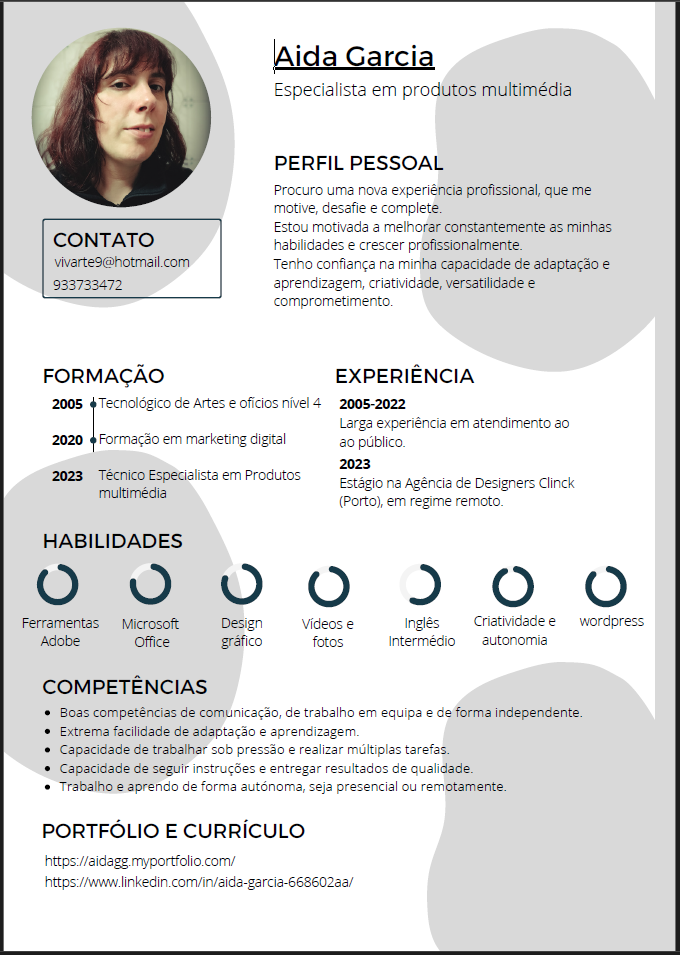 Aida Garcia
Especialista em produtos multimédia
CONTATO
vivarte9@hotmail.com
933733472
PERFIL PESSOAL
Procuro uma nova experiência profissional, que me
motive, desafie e complete.
Estou motivada a melhorar constantemente as minhas
habilidades e crescer profissionalmente.
Tenho confiança na minha capacidade de adaptação e
aprendizagem, criatividade, versatilidade e
comprometimento.
FORMAÇÃO
2005 Tecnológico de Artes e ofícios nível 4
2020 Formação em marketing digital
2023 Técnico Especialista em Produtos
multimédia
EXPERIÊNCIA
2005-2022
Larga experiência em atendimento ao
ao público.
2023
Estágio na Agência de Designers Clinck
(Porto), em regime remoto.
HABILIDADES
Ferramentas
Adobe
Microsoft
Office
Design
gráfico
Vídeos e
fotos
Inglês
Intermédio
Criatividade e
autonomia
wordpress
COMPETÊNCIAS
• Boas competências de comunicação, de trabalho em equipa e de forma independente.
• Extrema facilidade de adaptação e aprendizagem.
• Capacidade de trabalhar sob pressão e realizar múltiplas tarefas.
• Capacidade de seguir instruções e entregar resultados de qualidade.
• Trabalho e aprendo de forma autónoma, seja presencial ou remotamente.
PORTFÓLIO E CURRÍCULO
https://aidagg.myportfolio.com/
https://www.linkedin.com/in/aida-garcia-668602aa/